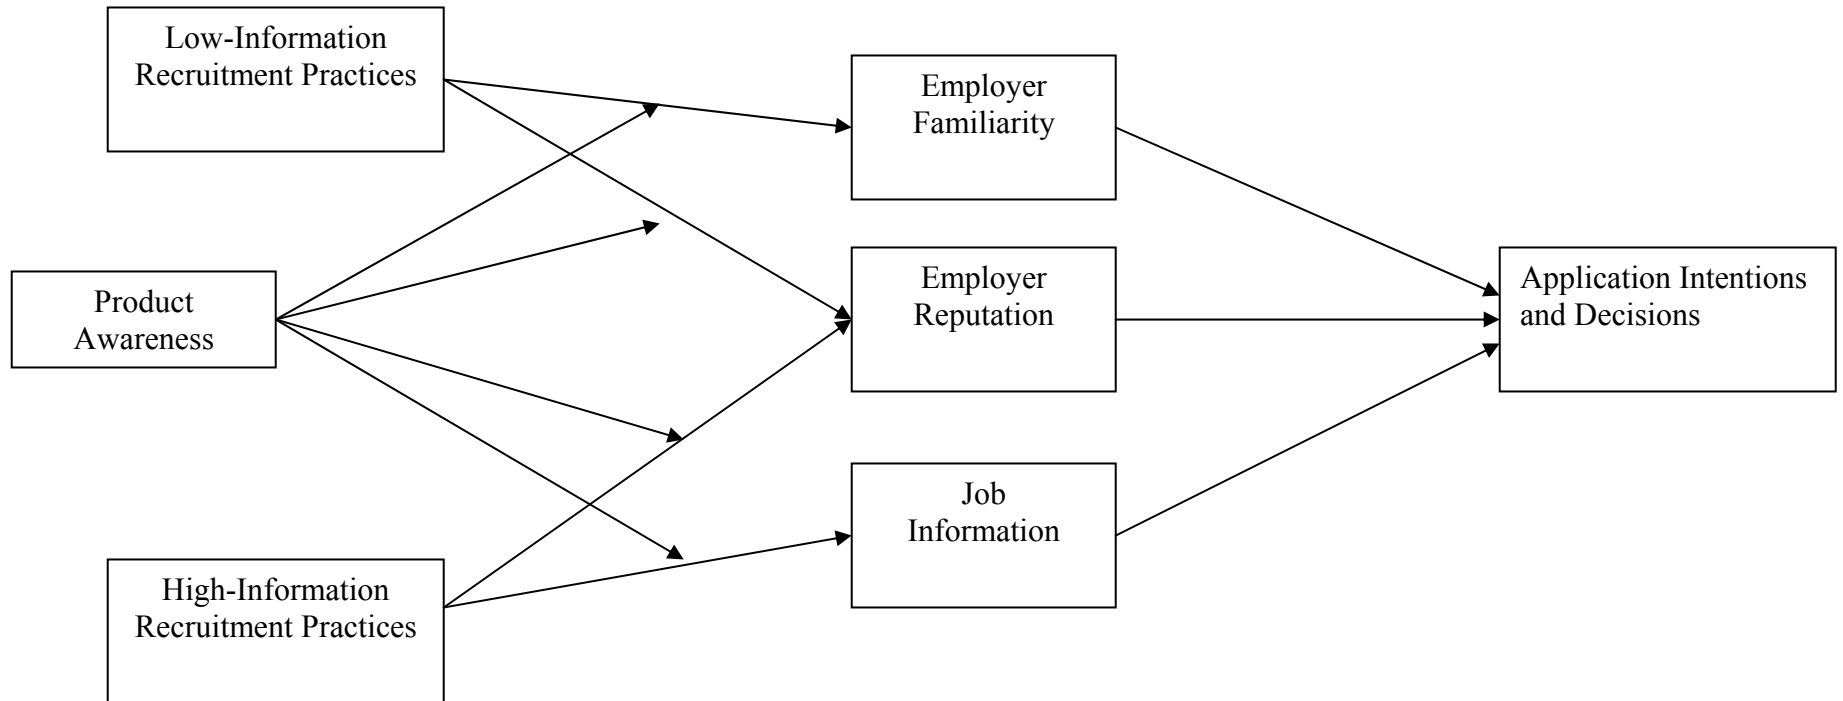 Low-Information
Recruitment Practices
Employer
Familiarity
Product
Awareness
Employer
Reputation
Application Intentions
and Decisions
Job
Information
High-Information
Recruitment Practices